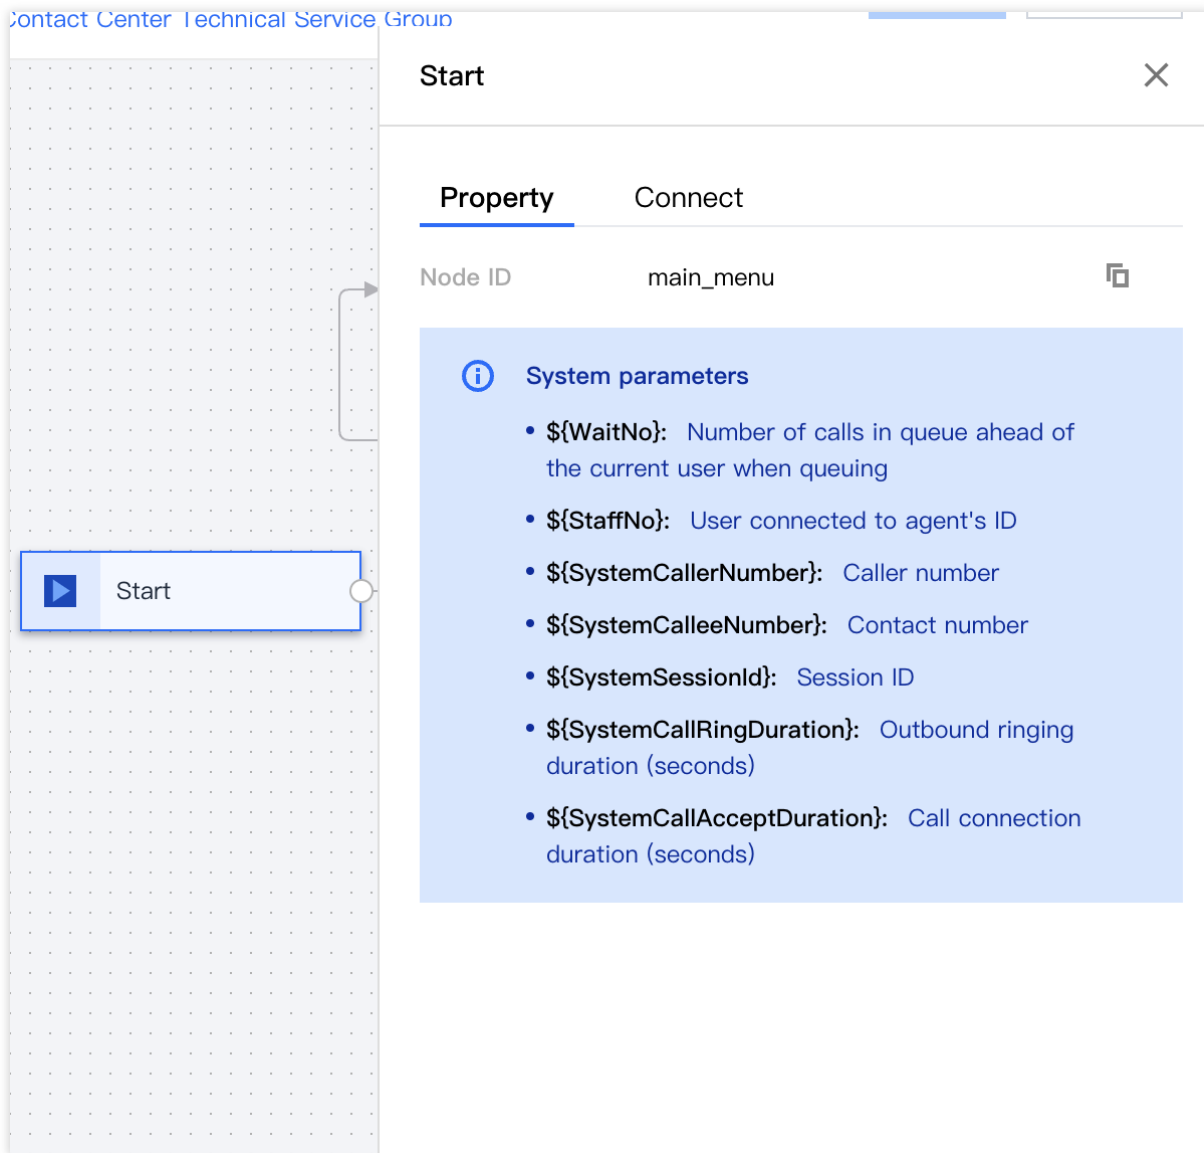 Contact Center Technical Service Group
Start
Property
Connect
Node ID
main_menu
System parameters
${WaitNo}: Number of calls in queue ahead of
the current user when queuing
${StaffNo}: User connected to agent's ID
${SystemCallerNumber}: Caller number
${SystemCalleeNumber}: Contact number
${SystemSessionId}: Session ID
${SystemCallRingDuration}: Outbound ringing
duration (seconds)
${SystemCallAcceptDuration}: Call connection
duration (seconds)
Start